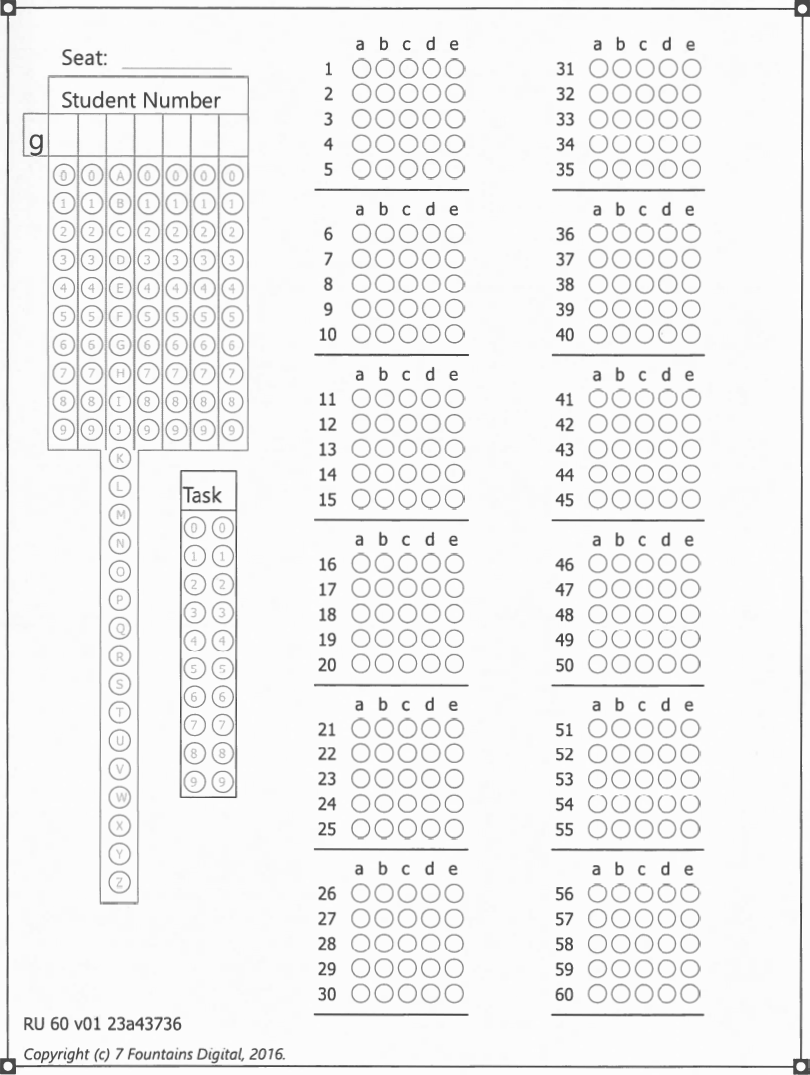 Seat:
Student Number
g
0 0 A 0 0 0 0
1 1 B 1 1 1 1
2 2 C 2 2 2 2
3 3 D 3 3 3 3
4 4 E 4 4 4 4
5 5 F 5 5 5 5
6 6 G 6 6 6 6
7 7 H 7 7 7 7
8 8 I 8 8 8 8
9 9 J 9 9 9 9
K
L
M
N
O
P
Q
R
S
T
U
V
W
X
Y
Z
Task
0 0
1 1
2 2
3 3
4 4
5 5
6 6
7 7
8 8
9 9
a b c d e
1
2
3
4
5
a b c d e
6
7
8
9
10
a b c d e
11
12
13
14
15
a b c d e
16
17
18
19
20
a b c d e
21
22
23
24
25
a b c d e
26
27
28
29
30
a b c d e
31
32
33
34
35
a b c d e
36
37
38
39
40
a b c d e
41
42
43
44
45
a b c d e
46
47
48
49
50
a b c d e
51
52
53
54
55
a b c d e
56
57
58
59
60
RU 60 v01 23a43736
Copyright (c) 7 Fountains Digital, 2016.